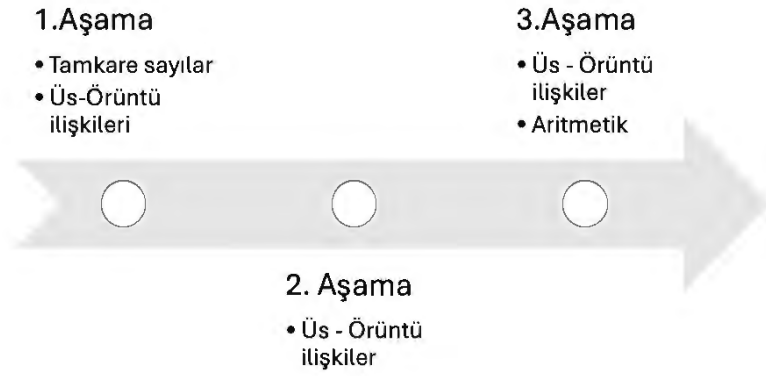 1.Aşama
• Tamkare sayılar
• Üs-Örüntü
ilişkileri
2. Aşama
• Üs - Örüntü
ilişkiler
3.Aşama
• Üs - Örüntü
ilişkiler
• Aritmetik